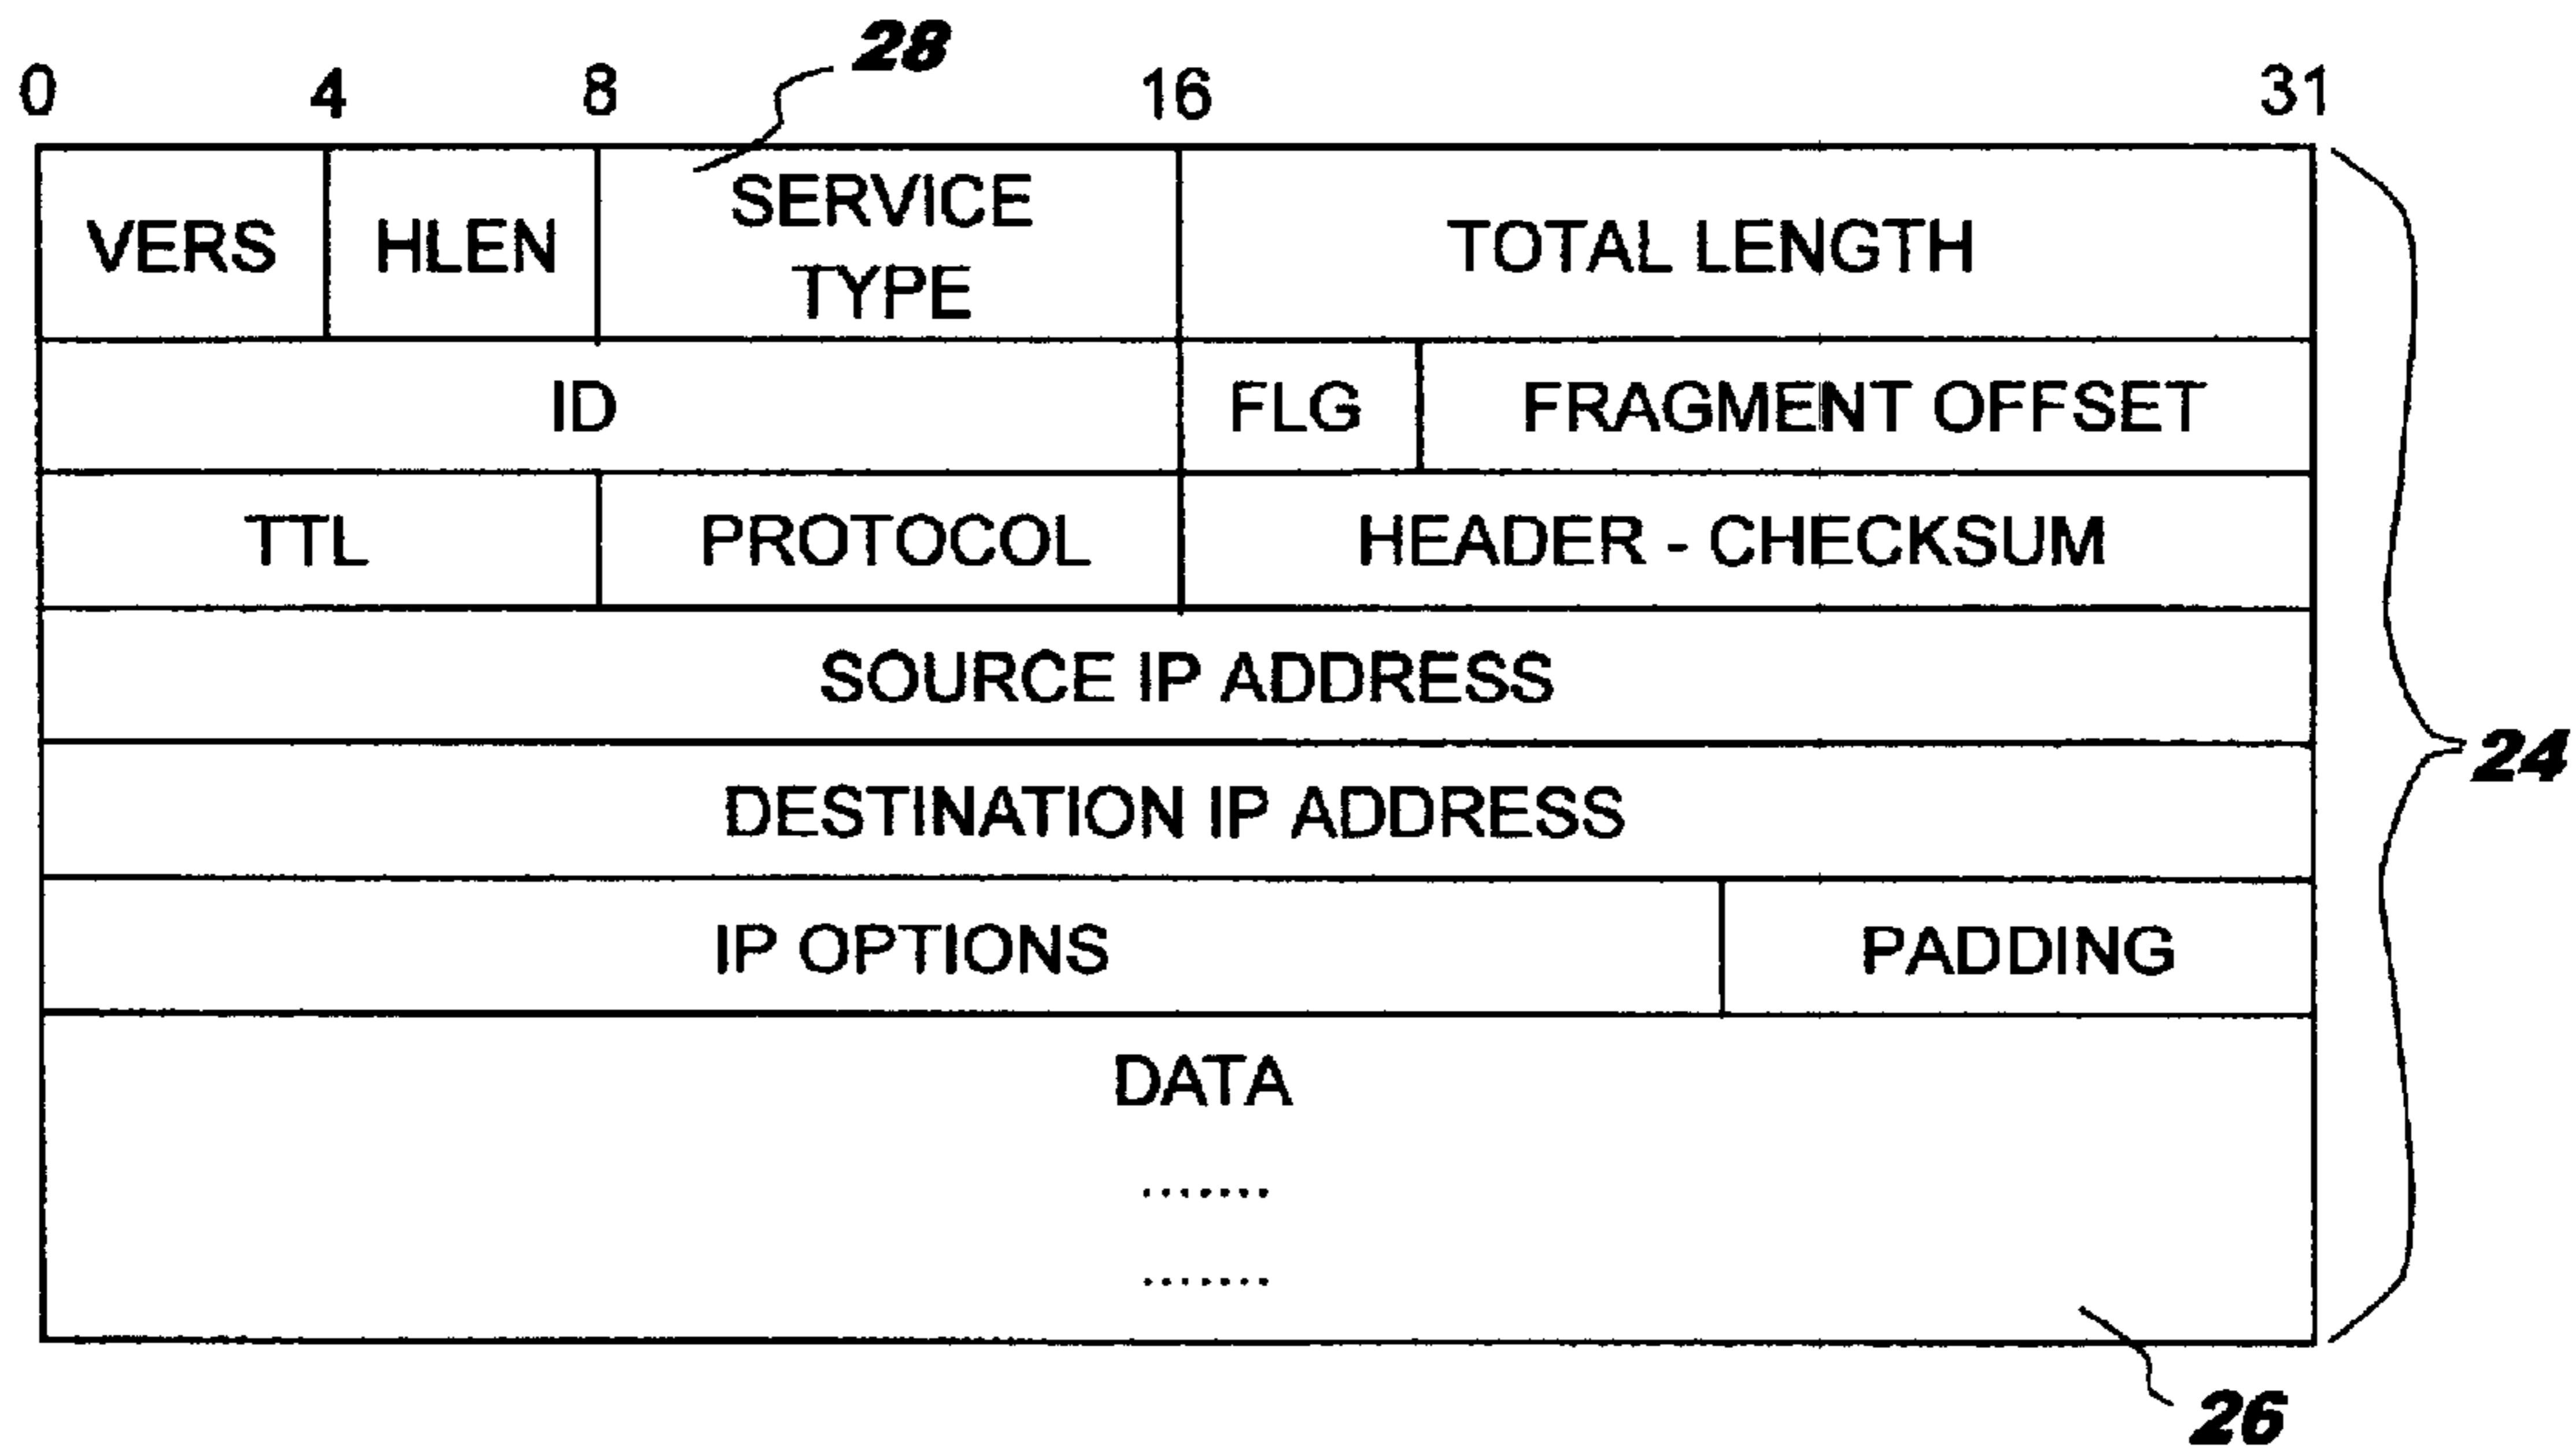 28
0 4 8 16 31
VERS HLEN SERVICE TYPE TOTAL LENGTH
ID FLG FRAGMENT OFFSET
TTL PROTOCOL HEADER - CHECKSUM
SOURCE IP ADDRESS
24
DESTINATION IP ADDRESS
IP OPTIONS PADDING
DATA
.......
.......
26